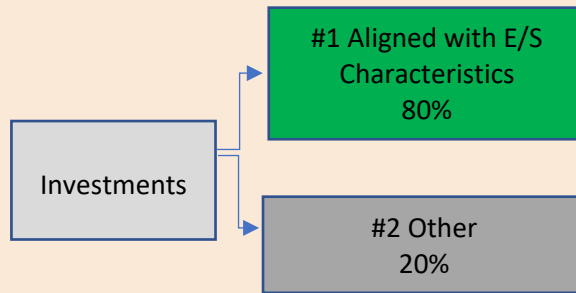 #1 Aligned with E/S
Characteristics
80%
Investments
#2 Other
20%